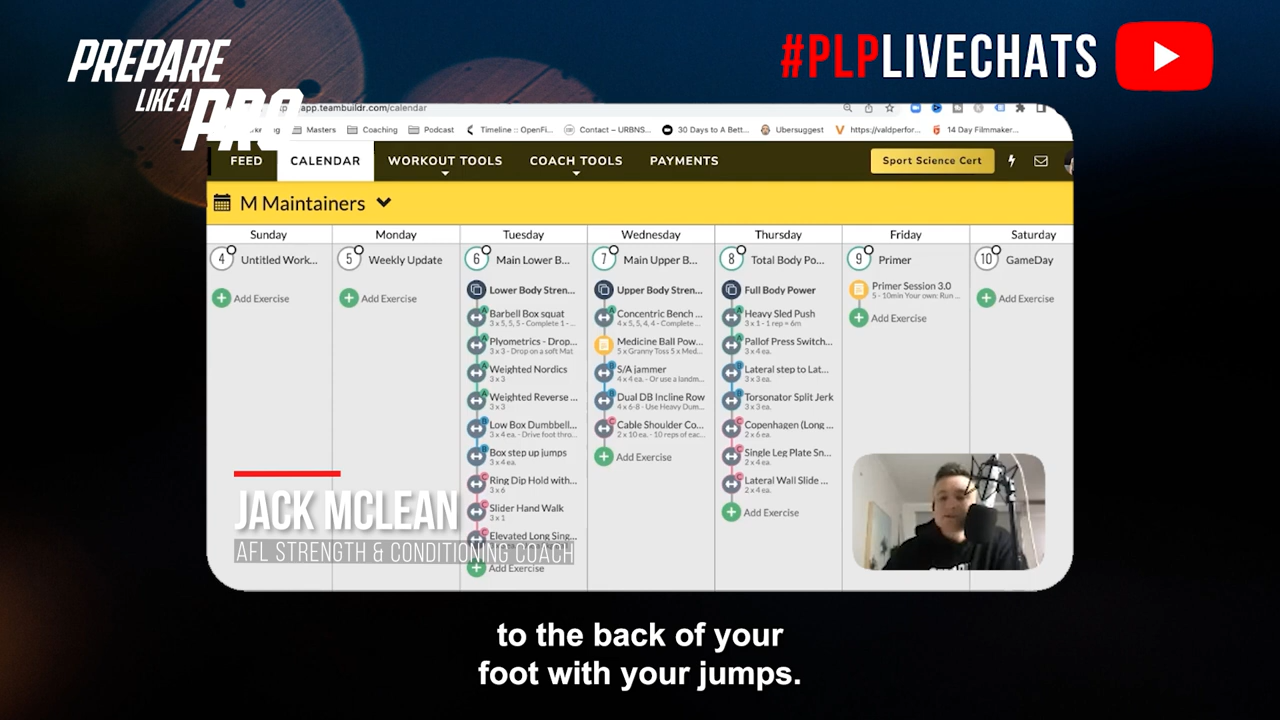 PREPARE
LIKE A PRO
#PLPLIVECHATS
app.teambuildr.com/calendar
Masters Coaching Podcast Timeline :: OpenFi... Contact – URBNS... 30 Days to A Bett... Ubersuggest https://valdperfor... 14 Day Filmmaker...
FEED CALENDAR WORKOUT TOOLS COACH TOOLS PAYMENTS Sport Science Cert
M Maintainers
Sunday Monday Tuesday Wednesday Thursday Friday Saturday
4 Untitled Work...
Add Exercise
5 Weekly Update
Add Exercise
6 Main Lower B...
Lower Body Stren...
A Barbell Box squat
3 x 5, 5, 5 - Complete 1 - ...
A Plyometrics - Drop...
3 x 3 - Drop on a soft Mat
A Weighted Nordics
3 x 3
A Weighted Reverse ...
3 x 3
B Low Box Dumbbell...
3 x 4 ea. - Drive foot thro...
B Box step up jumps
3 x 4 ea.
C Ring Dip Hold with...
3 x 6
C Slider Hand Walk
3 x 1
C Elevated Long Sing...
Add Exercise
7 Main Upper B...
Upper Body Stren...
A Concentric Bench ...
4 x 5, 5, 4, 4 - Complete ...
Medicine Ball Pow...
5 x Granny Toss 5 x Med...
B S/A jammer
4 x 4 ea. - Or use a landm...
B Dual DB Incline Row
4 x 6-8 - Use Heavy Dum...
C Cable Shoulder Co...
2 x 10 ea. - 10 reps of eac...
Add Exercise
8 Total Body Po...
Full Body Power
A Heavy Sled Push
3 x 1 - 1 rep = 6m
A Pallof Press Switch...
3 x 4 ea.
B Lateral step to Lat...
3 x 3 ea.
B Torsonator Split Jerk
3 x 3 ea.
C Copenhagen (Long ...
2 x 6 ea.
C Single Leg Plate Sn...
2 x 4 ea.
C Lateral Wall Slide ...
2 x 4 ea.
Add Exercise
9 Primer
Primer Session 3.0
5 - 10min Your own: Run ...
Add Exercise
10 GameDay
Add Exercise
JACK MCLEAN
AFL STRENGTH & CONDITIONING COACH
to the back of your
foot with your jumps.